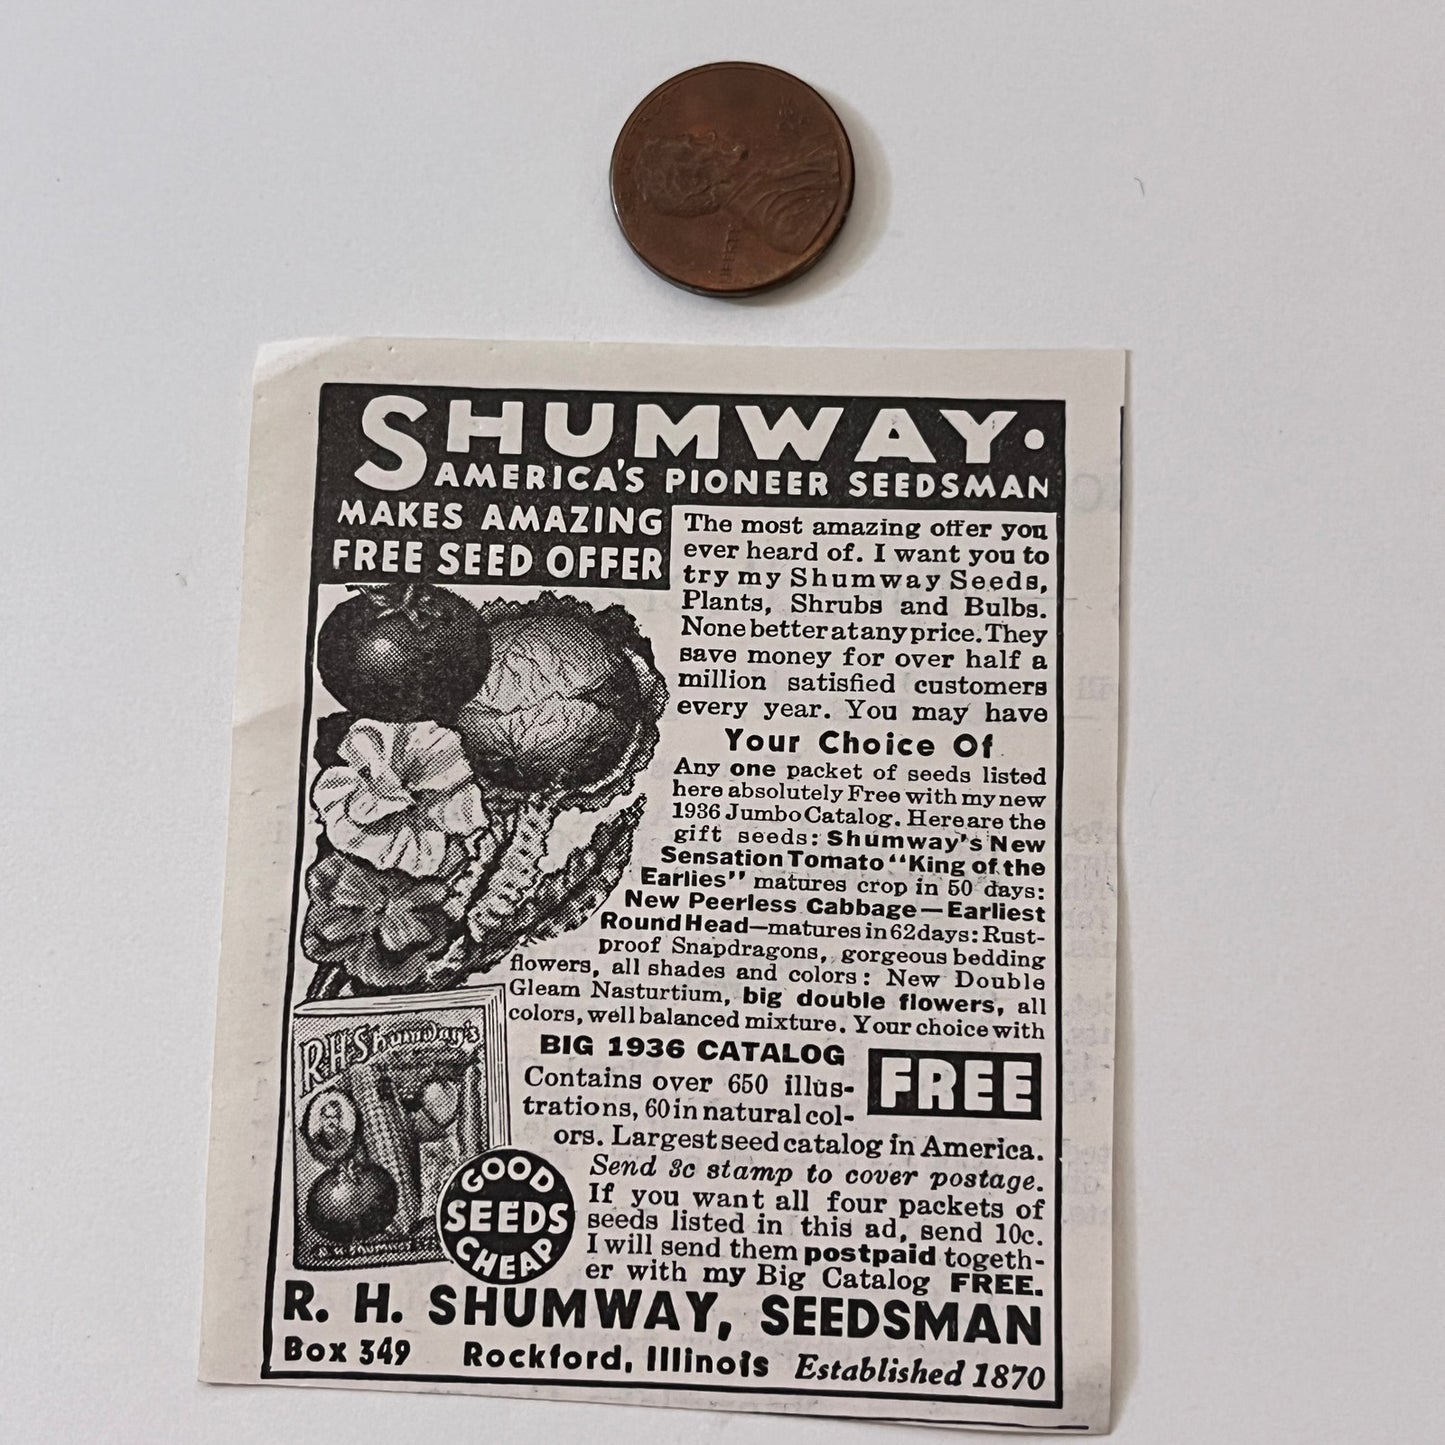 LIBERTY
SHUMWAY.
AMERICA'S PIONEER SEEDSMAN
MAKES AMAZING
FREE SEED OFFER
The most amazing offer you
ever heard of. I want you to
try my Shumway Seeds,
Plants, Shrubs and Bulbs.
None better at any price. They
save money for over half a
million satisfied customers
every year. You may have
Your Choice Of
Any one packet of seeds listed
here absolutely Free with my new
1936 Jumbo Catalog. Here are the
gift seeds: Shumway's New
Sensation Tomato "King of the
Earlies" matures crop in 50 days:
New Peerless Cabbage—Earliest
Round Head—matures in 62 days: Rust-
proof Snapdragons, gorgeous bedding
flowers, all shades and colors: New Double
Gleam Nasturtium, big double flowers, all
colors, well balanced mixture. Your choice with
BIG 1936 CATALOG
FREE
Contains over 650 illus-
trations, 60 in natural col-
ors. Largest seed catalog in America.
Send 3c stamp to cover postage.
If you want all four packets of
seeds listed in this ad, send 10c.
I will send them postpaid togeth-
er with my Big Catalog FREE.
R.H. Shumway's
GOOD
SEEDS
CHEAP
R. H. SHUMWAY, SEEDSMAN
Box 349 Rockford, Illinois Established 1870